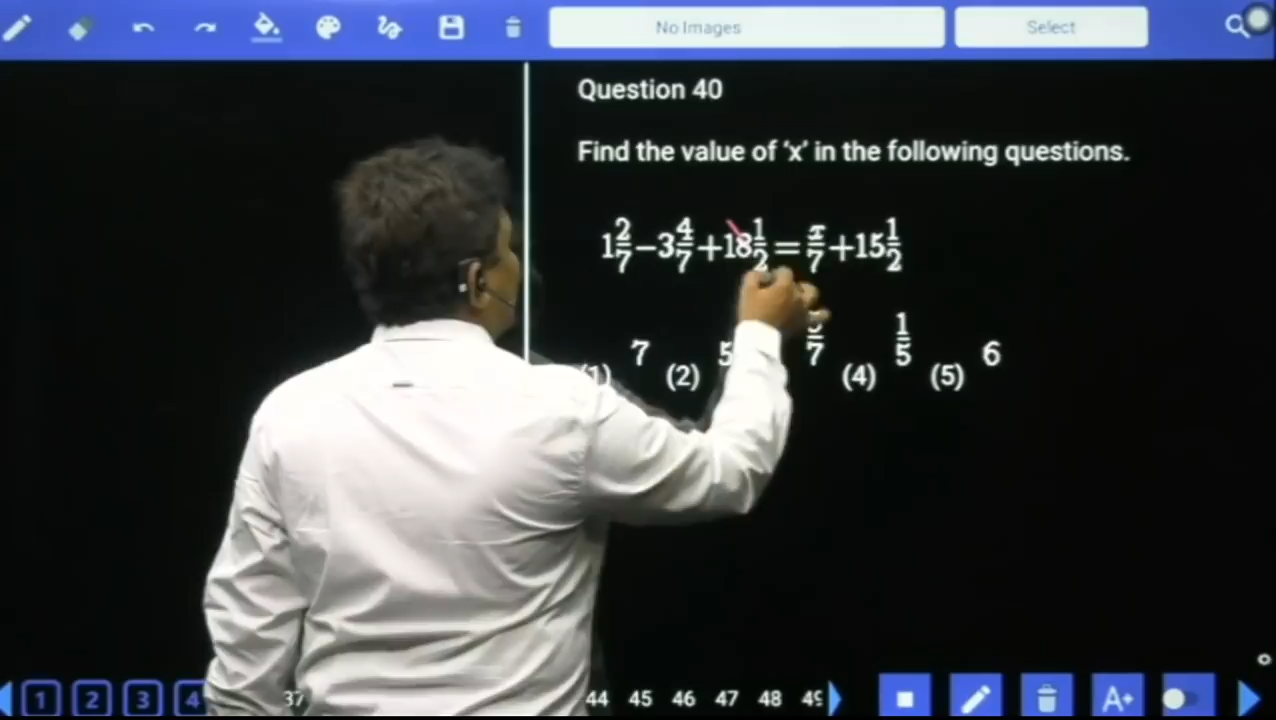 No Images Select
Question 40
Find the value of ‘x’ in the following questions.
1 2/7 − 3 4/7 + 18 1/2 = x/7 + 15 1/2
(1) 7 (2) 5 /7 (4) 1/5 (5) 6
1 2 3 4 37 44 45 46 47 48 49 A+